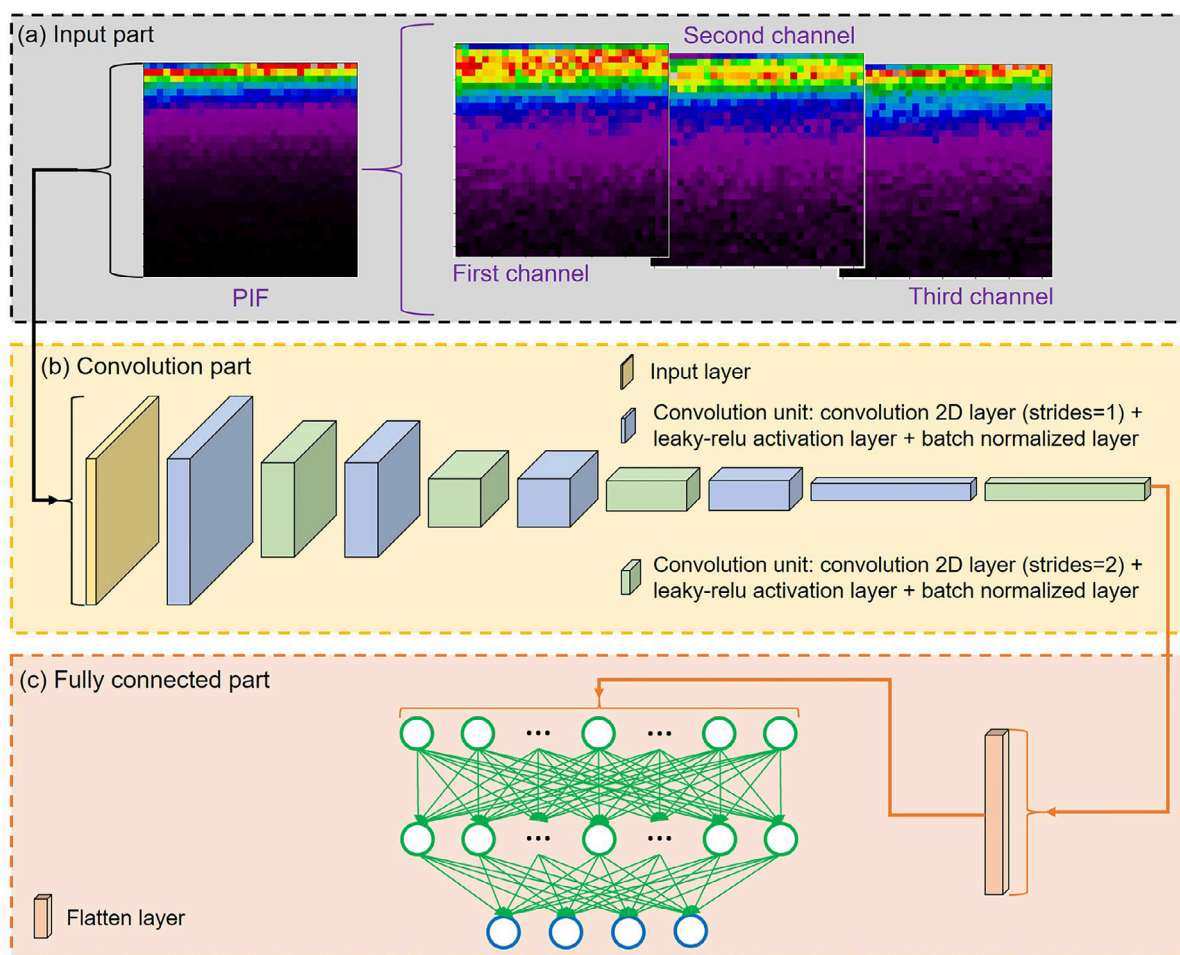 (a) Input part
Second channel
First channel
PIF
Third channel
(b) Convolution part
Input layer
Convolution unit: convolution 2D layer (strides=1) +
leaky-relu activation layer + batch normalized layer
Convolution unit: convolution 2D layer (strides=2) +
leaky-relu activation layer + batch normalized layer
(c) Fully connected part
...
...
...
...
Flatten layer